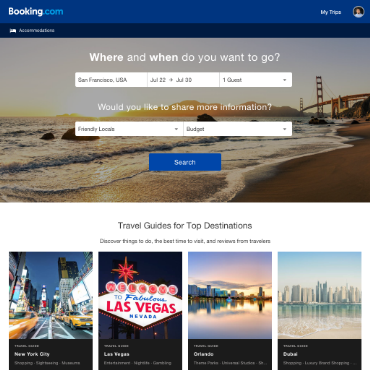 Booking.com
My Trips
Accommodations
Where and when do you want to go?
San Francisco, USA
Jul 22 → Jul 30
1 Guest
Would you like to share more information?
Friendly Locals
Budget
Search
Travel Guides for Top Destinations
Discover things to do, the best time to visit, and reviews from travelers
WELCOME
TO Fabulous
LAS VEGAS
NEVADA
TRAVEL GUIDE
New York City
Shopping · Sightseeing · Museums
TRAVEL GUIDE
Las Vegas
Entertainment · Nightlife · Gambling
TRAVEL GUIDE
Orlando
Theme Parks · Universal Studios · W...
TRAVEL GUIDE
Dubai
Shopping · Luxury Brand Shopping ·